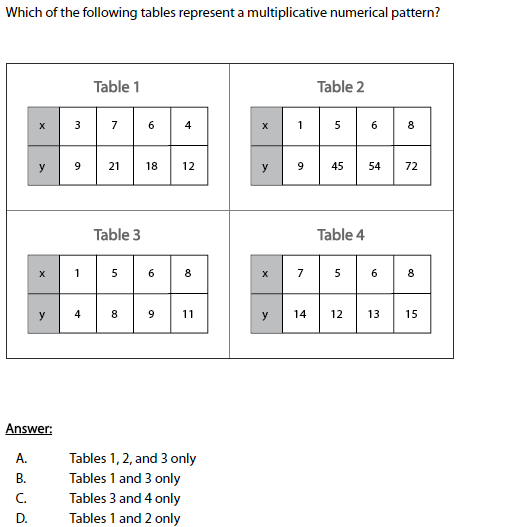 Which of the following tables represent a multiplicative numerical pattern?
Table 1
x 3 7 6 4
y 9 21 18 12
Table 2
x 1 5 6 8
y 9 45 54 72
Table 3
x 1 5 6 8
y 4 8 9 11
Table 4
x 7 5 6 8
y 14 12 13 15
Answer:
A. Tables 1, 2, and 3 only
B. Tables 1 and 3 only
C. Tables 3 and 4 only
D. Tables 1 and 2 only